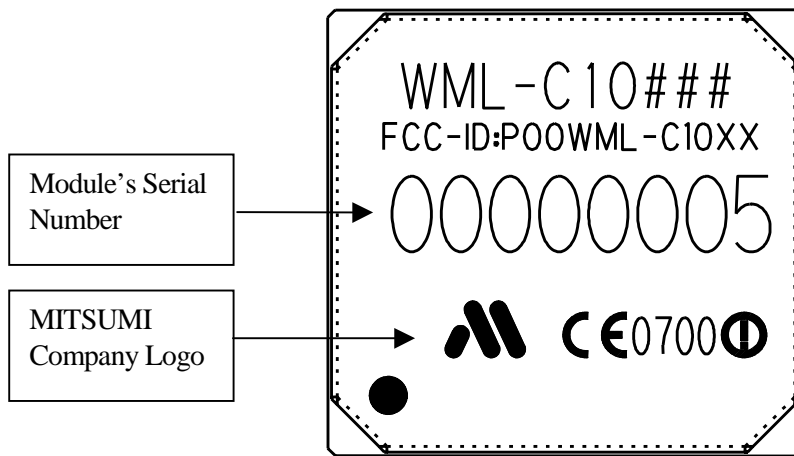 WML-C10###
FCC-ID:POOWML-C10XX
Module's Serial
Number
00000005
MITSUMI
Company Logo
CE0700